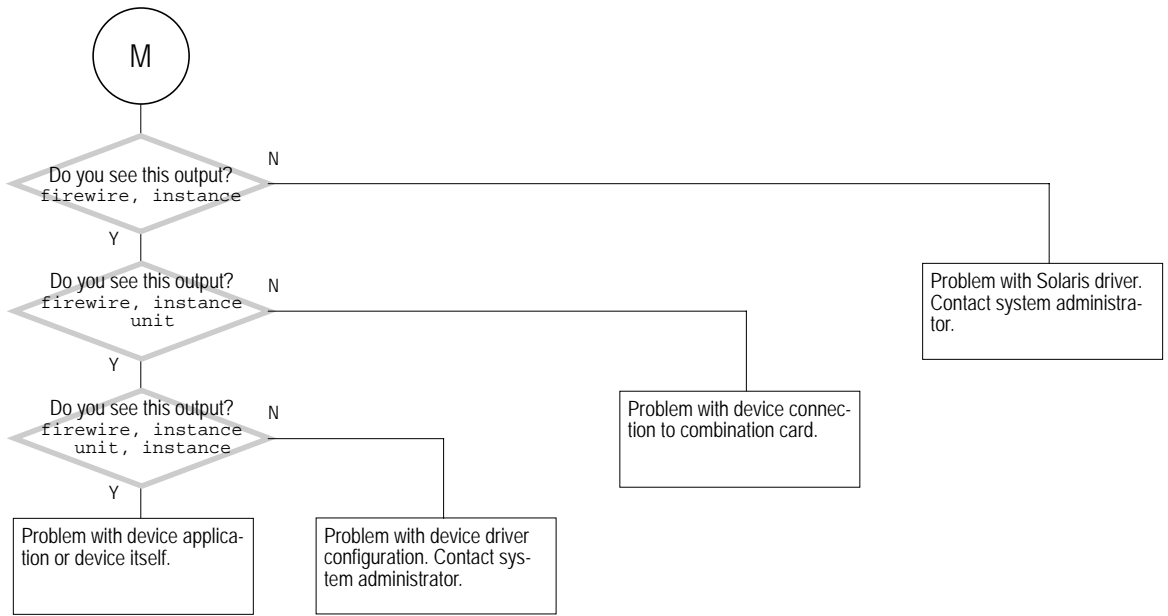 M
Do you see this output?
firewire, instance
N
Y
Do you see this output?
firewire, instance
unit
N
Y
Do you see this output?
firewire, instance
unit, instance
N
Y
Problem with Solaris driver.
Contact system administra-
tor.
Problem with device connec-
tion to combination card.
Problem with device applica-
tion or device itself.
Problem with device driver
configuration. Contact sys-
tem administrator.